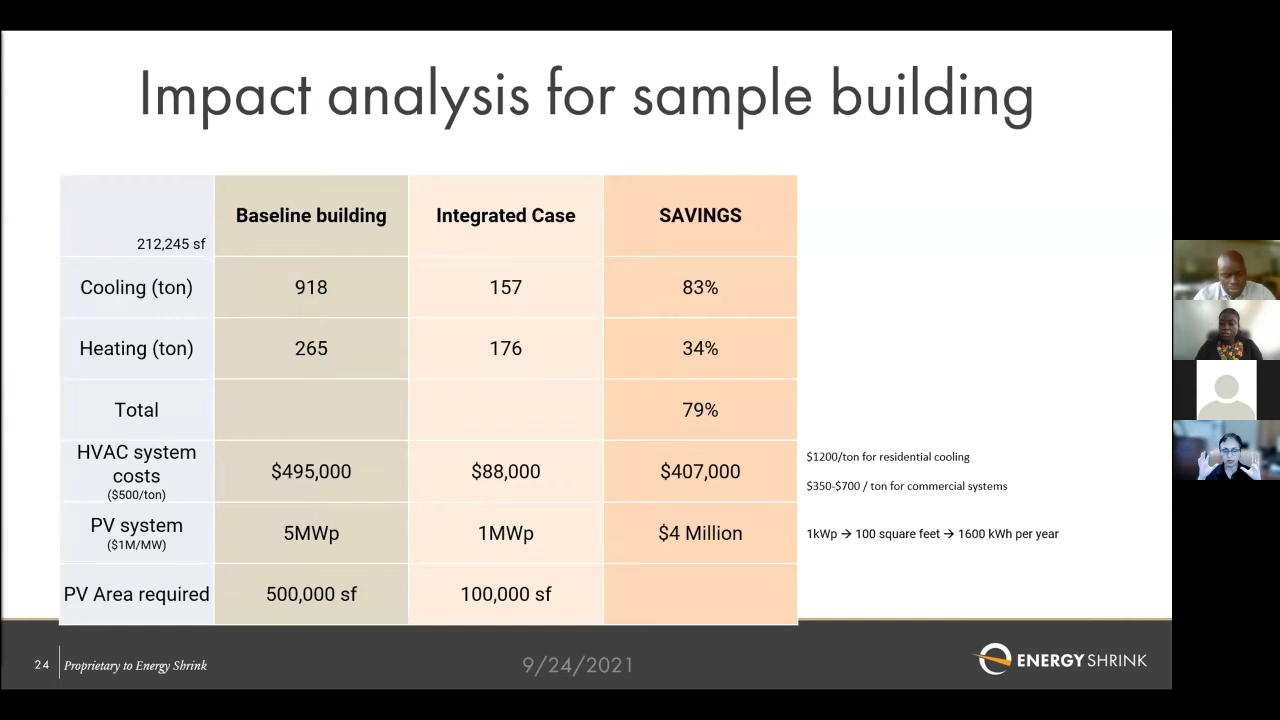 Impact analysis for sample building
212,245 sf
Baseline building
Integrated Case
SAVINGS
Cooling (ton)
918
157
83%
Heating (ton)
265
176
34%
Total
79%
HVAC system
costs
($500/ton)
$495,000
$88,000
$407,000
$1200/ton for residential cooling
$350-$700 / ton for commercial systems
PV system
($1M/MW)
5MWp
1MWp
$4 Million
1kWp → 100 square feet → 1600 kWh per year
PV Area required
500,000 sf
100,000 sf
24
Proprietary to Energy Shrink
9/24/2021
ENERGY SHRINK